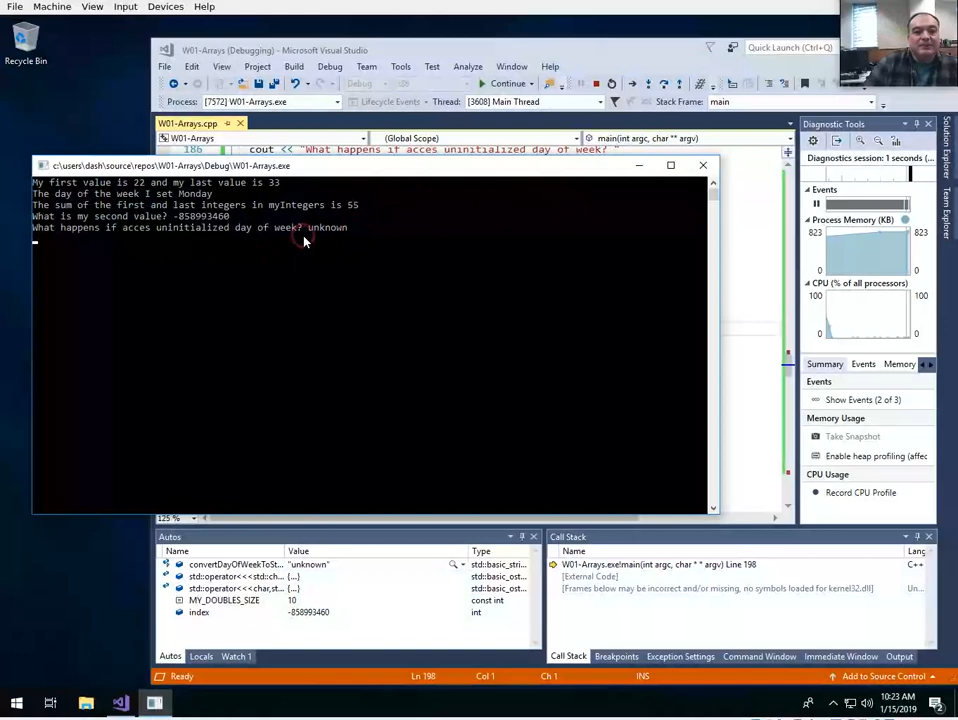 File Machine View Input Devices Help
Recycle Bin
W01-Arrays (Debugging) - Microsoft Visual Studio
Quick Launch (Ctrl+Q)
File Edit View Project Build Debug Team Tools Test Analyze Window Help
Debug Continue
Process: [7572] W01-Arrays.exe Lifecycle Events Thread: [3608] Main Thread Stack Frame: main
W01-Arrays.cpp
W01-Arrays (Global Scope) main(int argc, char ** argv)
186 cout << "What happens if acces uninitialized day of week? "
c:\users\dash\source\repos\W01-Arrays\Debug\W01-Arrays.exe
My first value is 22 and my last value is 33
The day of the week I set Monday
The sum of the first and last integers in myIntegers is 55
What is my second value? -858993460
What happens if acces uninitialized day of week? unknown
125 %
Diagnostic Tools
Diagnostics session: 1 seconds (
Events
Process Memory (KB)
823 823
0 0
CPU (% of all processors)
100 100
0 0
Summary Events Memory
Events
Show Events (2 of 3)
Memory Usage
Take Snapshot
Enable heap profiling (affec
CPU Usage
Record CPU Profile
Solution Explorer
Team Explorer
Autos
Name Value Type
convertDayOfWeekToSt... "unknown" std::basic_stri
std::operator<<<std::ch... {...} std::basic_ost
std::operator<<<char,st... {...} std::basic_ost
MY_DOUBLES_SIZE 10 const int
index -858993460 int
Autos Locals Watch 1
Call Stack
Name Lang
W01-Arrays.exe!main(int argc, char * * argv) Line 198 C++
[External Code]
[Frames below may be incorrect and/or missing, no symbols loaded for kernel32.dll] Un...
Call Stack Breakpoints Exception Settings Command Window Immediate Window Output
Ready Ln 198 Col 1 Ch 1 INS Add to Source Control
10:23 AM
1/15/2019
2